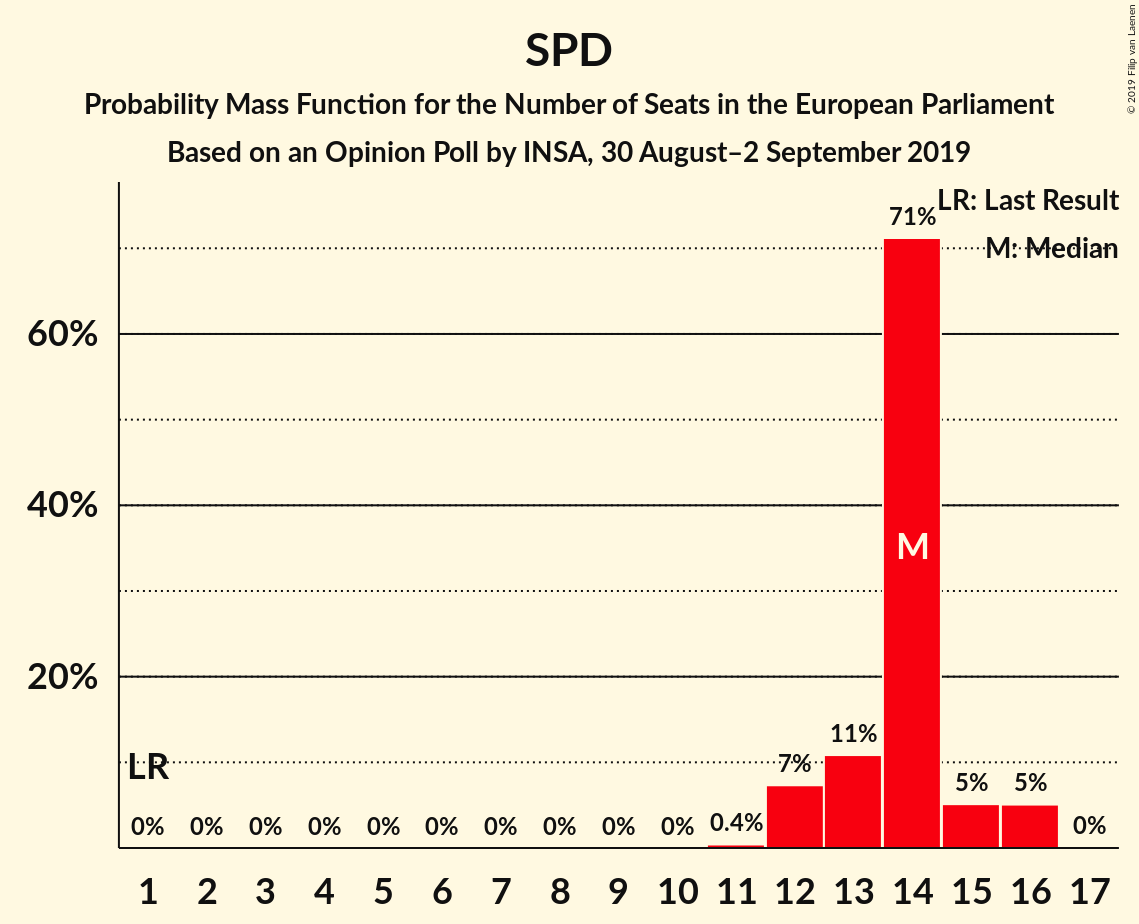 SPD
Probability Mass Function for the Number of Seats in the European Parliament
Based on an Opinion Poll by INSA, 30 August–2 September 2019
© 2019 Filip van Laenen
LR: Last Result
M: Median
71%
60%
40%
M
20%
11%
7%
LR
5% 5%
0% 0% 0% 0% 0% 0% 0% 0% 0% 0% 0.4% 0%
1 2 3 4 5 6 7 8 9 10 11 12 13 14 15 16 17